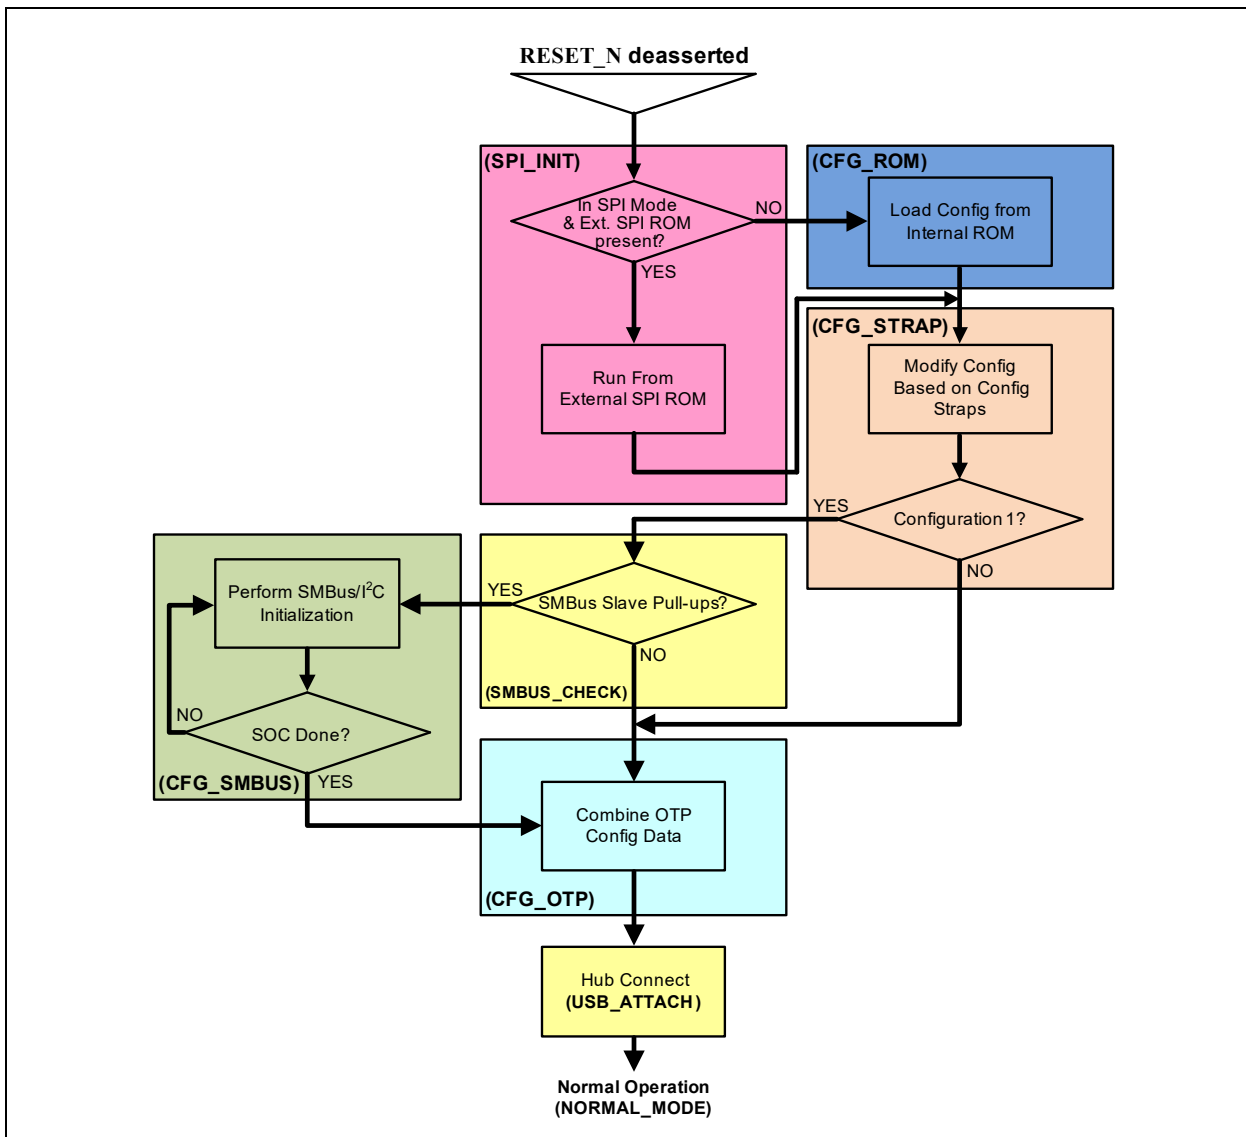 RESET_N deasserted
(SPI_INIT)
In SPI Mode
& Ext. SPI ROM
present?
NO
YES
Run From
External SPI ROM
(CFG_ROM)
Load Config from
Internal ROM
(CFG_STRAP)
Modify Config
Based on Config
Straps
Configuration 1?
YES
NO
SMBus Slave Pull-ups?
YES
NO
(SMBUS_CHECK)
Perform SMBus/I²C
Initialization
SOC Done?
NO
YES
(CFG_SMBUS)
Combine OTP
Config Data
(CFG_OTP)
Hub Connect
(USB_ATTACH)
Normal Operation
(NORMAL_MODE)